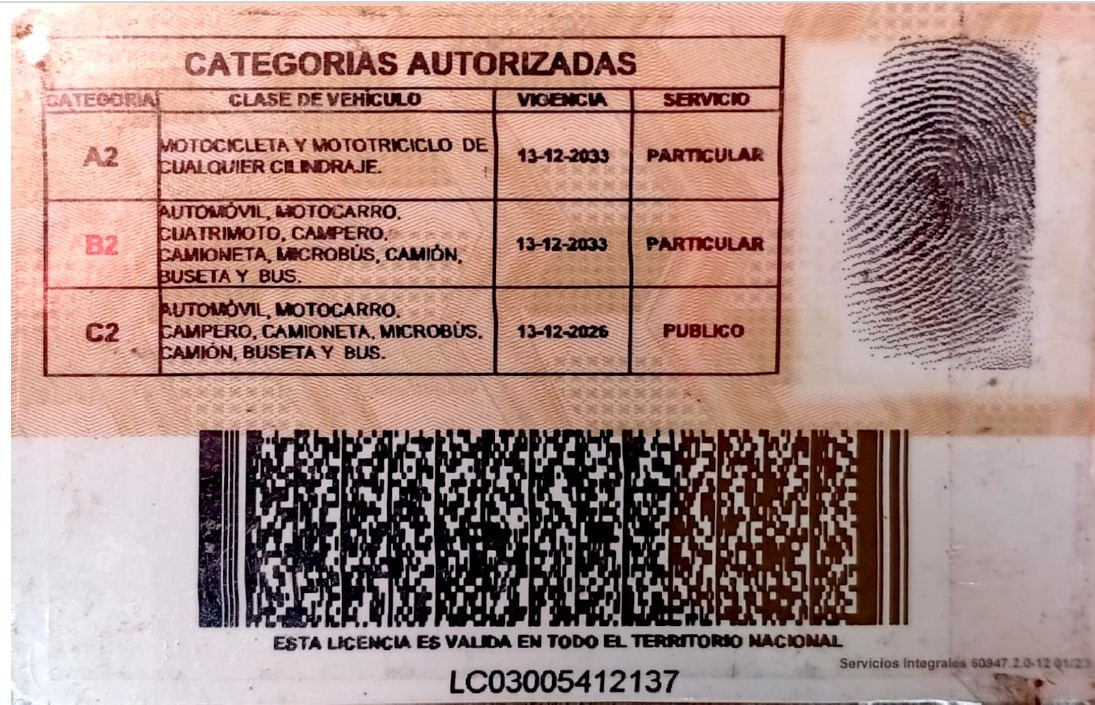 CATEGORIAS AUTORIZADAS
CATEGORIA CLASE DE VEHÍCULO VIGENCIA SERVICIO
A2 MOTOCICLETA Y MOTOTRICICLO DE CUALQUIER CILINDRAJE. 13-12-2033 PARTICULAR
B2 AUTOMÓVIL, MOTOCARRO, CUATRIMOTO, CAMPERO, CAMIONETA, MICROBÚS, CAMIÓN, BUSETA Y BUS. 13-12-2033 PARTICULAR
C2 AUTOMÓVIL, MOTOCARRO, CAMPERO, CAMIONETA, MICROBÚS, CAMIÓN, BUSETA Y BUS. 13-12-2026 PUBLICO
ESTA LICENCIA ES VALIDA EN TODO EL TERRITORIO NACIONAL
Servicios Integrales 60947.2.0-12 01/23
LC03005412137